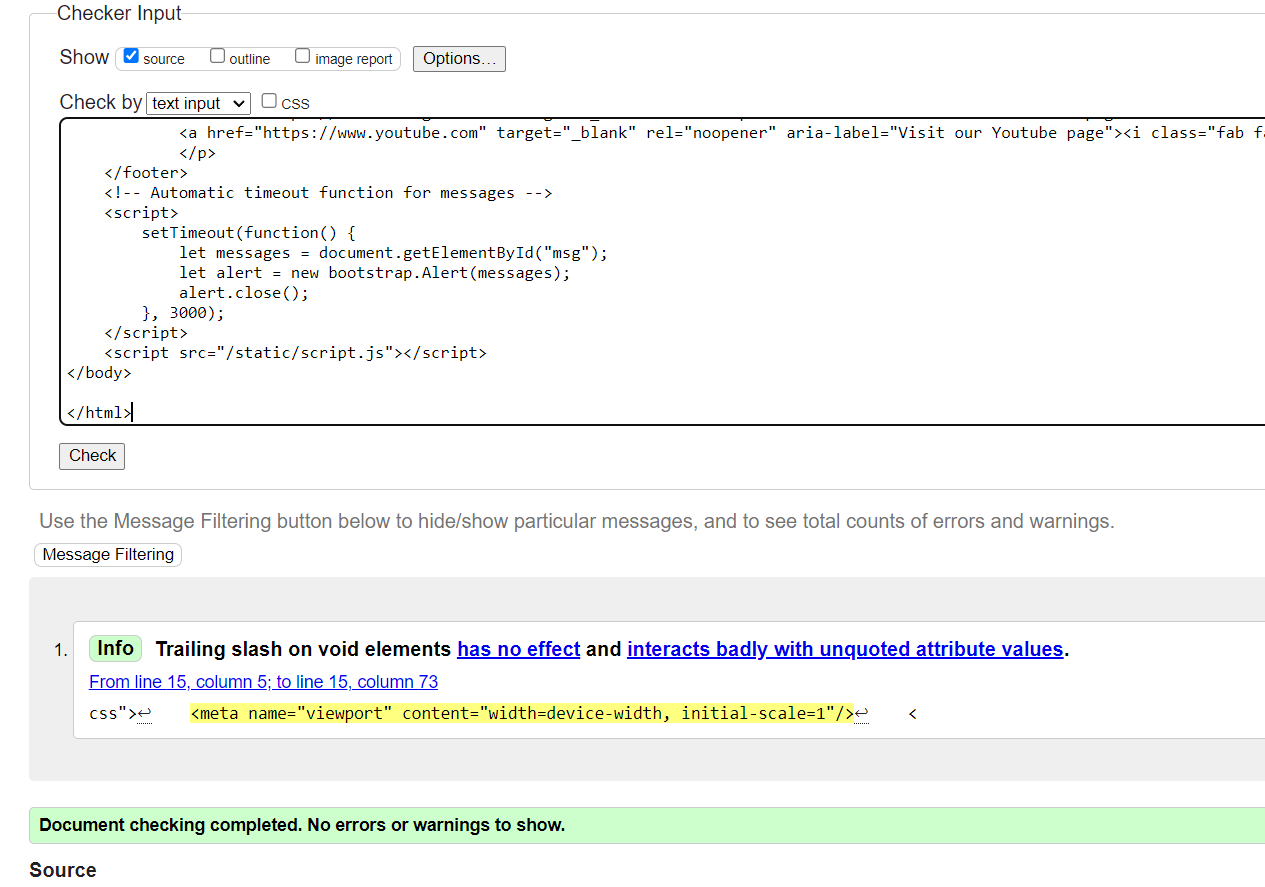 Checker Input
Show source outline image report Options...
Check by text input CSS
<a href="https://www.youtube.com" target="_blank" rel="noopener" aria-label="Visit our Youtube page"><i class="fab
</p>
</footer>
<!-- Automatic timeout function for messages -->
<script>
setTimeout(function() {
let messages = document.getElementById("msg");
let alert = new bootstrap.Alert(messages);
alert.close();
}, 3000);
</script>
<script src="/static/script.js"></script>
</body>
</html>
Check
Use the Message Filtering button below to hide/show particular messages, and to see total counts of errors and warnings.
Message Filtering
1. Info Trailing slash on void elements has no effect and interacts badly with unquoted attribute values.
From line 15, column 5; to line 15, column 73
css">↩ <meta name="viewport" content="width=device-width, initial-scale=1"/>↩ <
Document checking completed. No errors or warnings to show.
Source